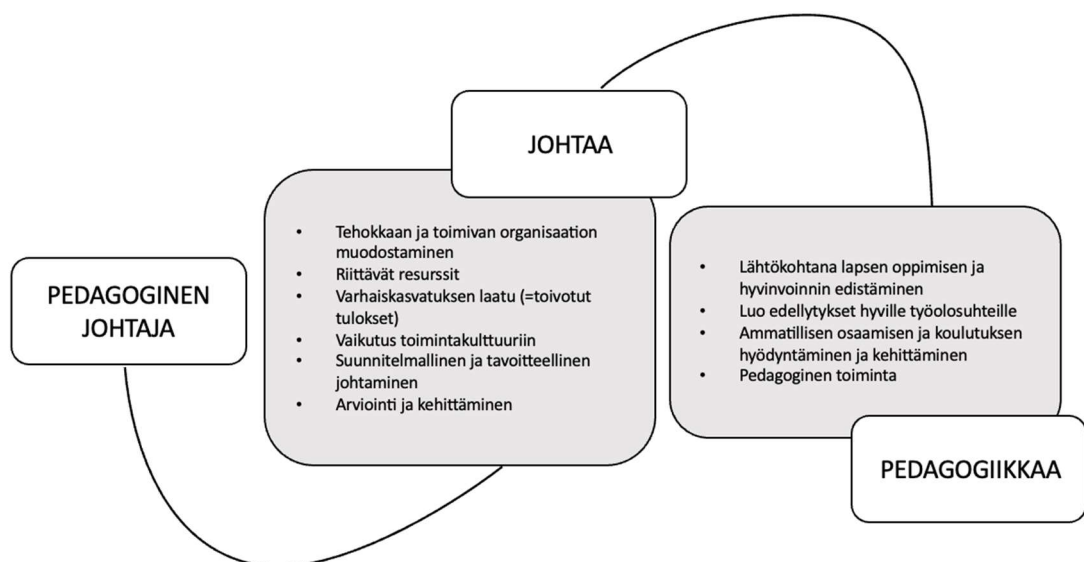 PEDAGOGINEN
JOHTAJA
JOHTAA
• Tehokkaan ja toimivan organisaation
muodostaminen
• Riittävät resurssit
• Varhaiskasvatuksen laatu (=toivotut
tulokset)
• Vaikutus toimintakulttuuriin
• Suunnitelmallinen ja tavoitteellinen
johtaminen
• Arviointi ja kehittäminen
• Lähtökohtana lapsen oppimisen ja
hyvinvoinnin edistäminen
• Luo edellytykset hyville työolosuhteille
• Ammatillisen osaamisen ja koulutuksen
hyödyntäminen ja kehittäminen
• Pedagoginen toiminta
PEDAGOGIIKKAA